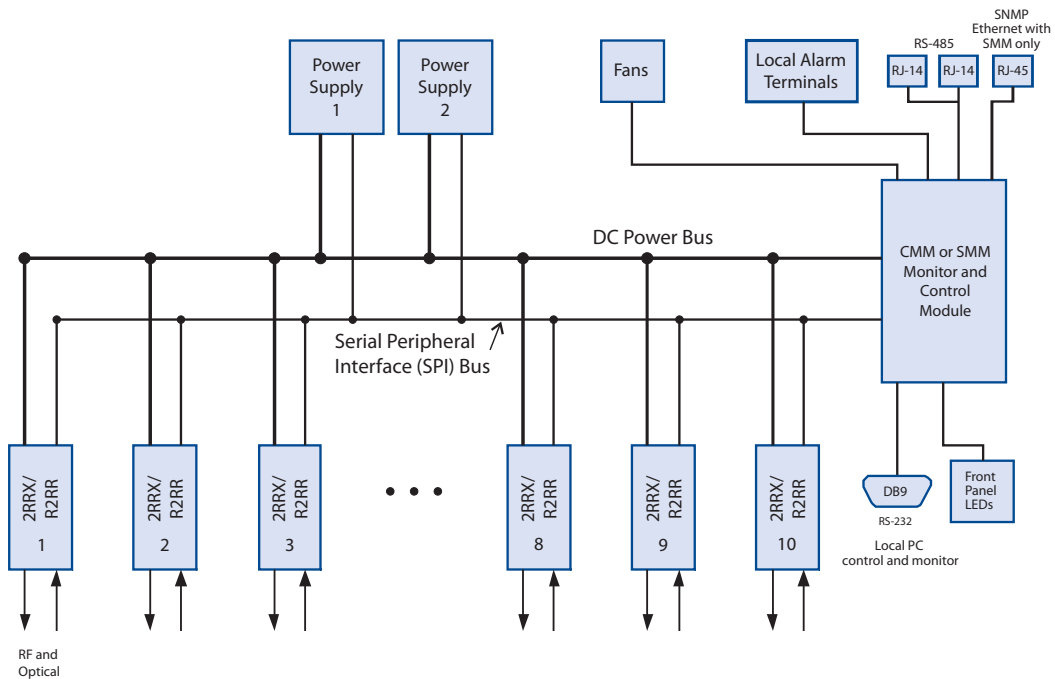 Power
Supply
1
Power
Supply
2
Fans
Local Alarm
Terminals
RS-485
SNMP
Ethernet with
SMM only
RJ-14
RJ-14
RJ-45
DC Power Bus
CMM or SMM
Monitor and
Control
Module
Serial Peripheral
Interface (SPI) Bus
2RRX/
R2RR
1
2RRX/
R2RR
2
2RRX/
R2RR
3
• • •
2RRX/
R2RR
8
2RRX/
R2RR
9
2RRX/
R2RR
10
DB9
RS-232
Local PC
control and monitor
Front
Panel
LEDs
RF and
Optical